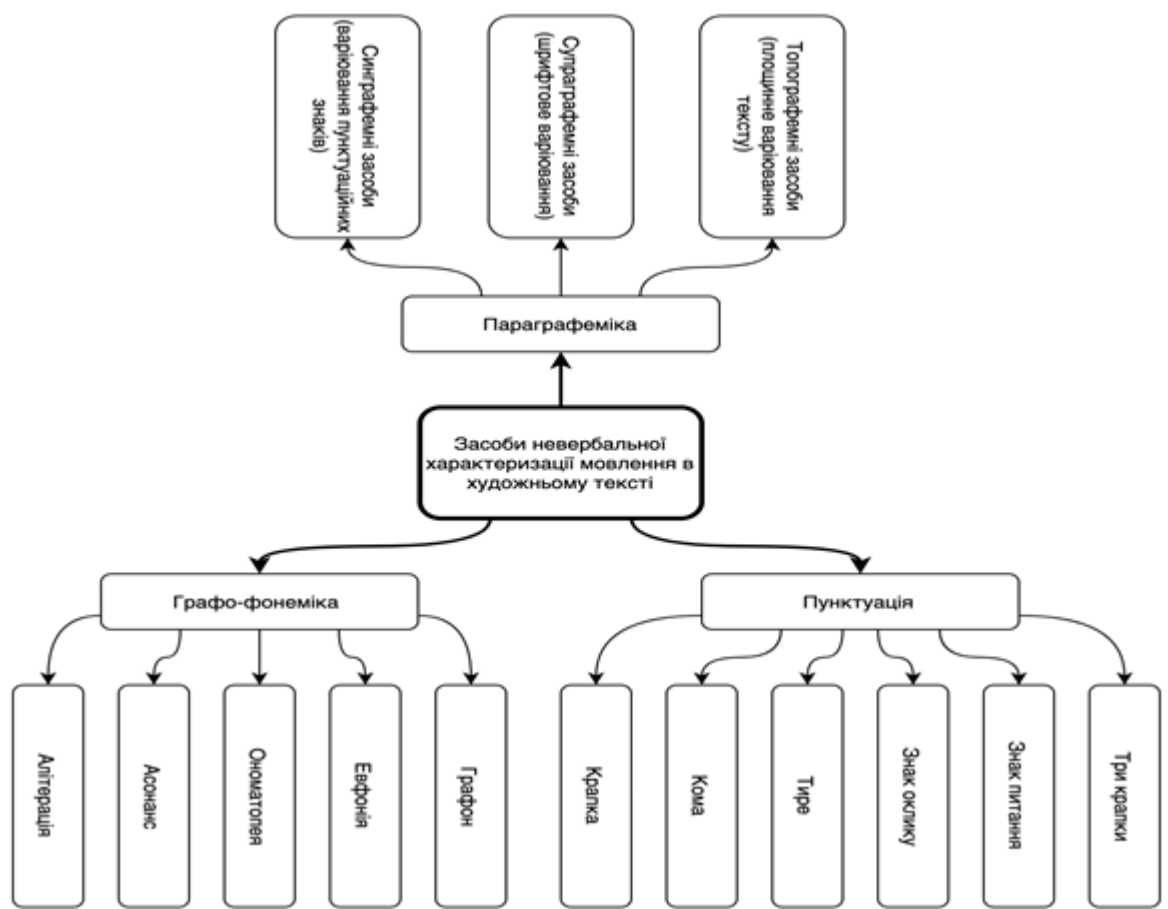 Синграфемні засоби
(варіювання пунктуаційних
знаків)
Супраграфемні засоби
(шрифтове варіювання)
Топографемні засоби
(площинне варіювання
тексту)
Параграфеміка
Засоби невербальної
характеризації мовлення в
художньому тексті
Графо-фонеміка
Пунктуація
Алітерація
Асонанс
Ономатопея
Евфонія
Графон
Крапка
Кома
Тире
Знак оклику
Знак питання
Три крапки